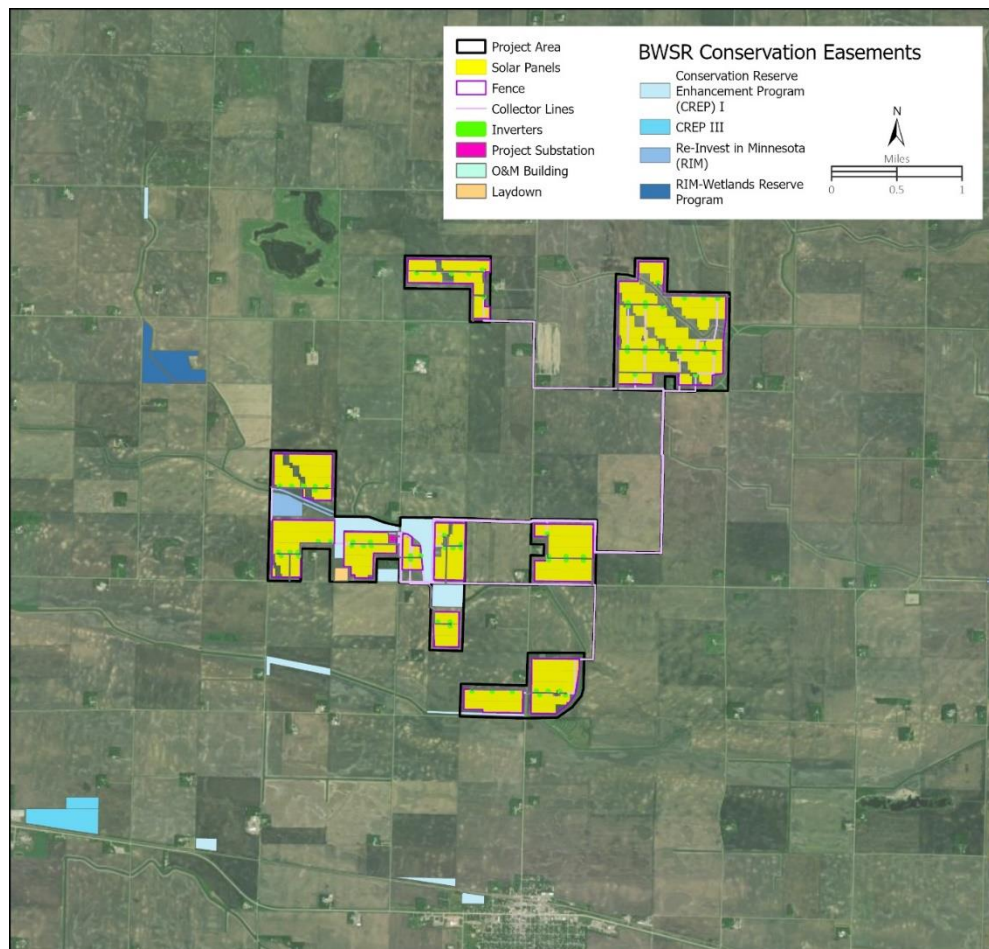 Project Area
Solar Panels
Fence
Collector Lines
Inverters
Project Substation
O&M Building
Laydown
BWSR Conservation Easements
Conservation Reserve
Enhancement Program
(CREP) I
CREP III
Re-Invest in Minnesota
(RIM)
RIM-Wetlands Reserve
Program
N
Miles
0 0.5 1